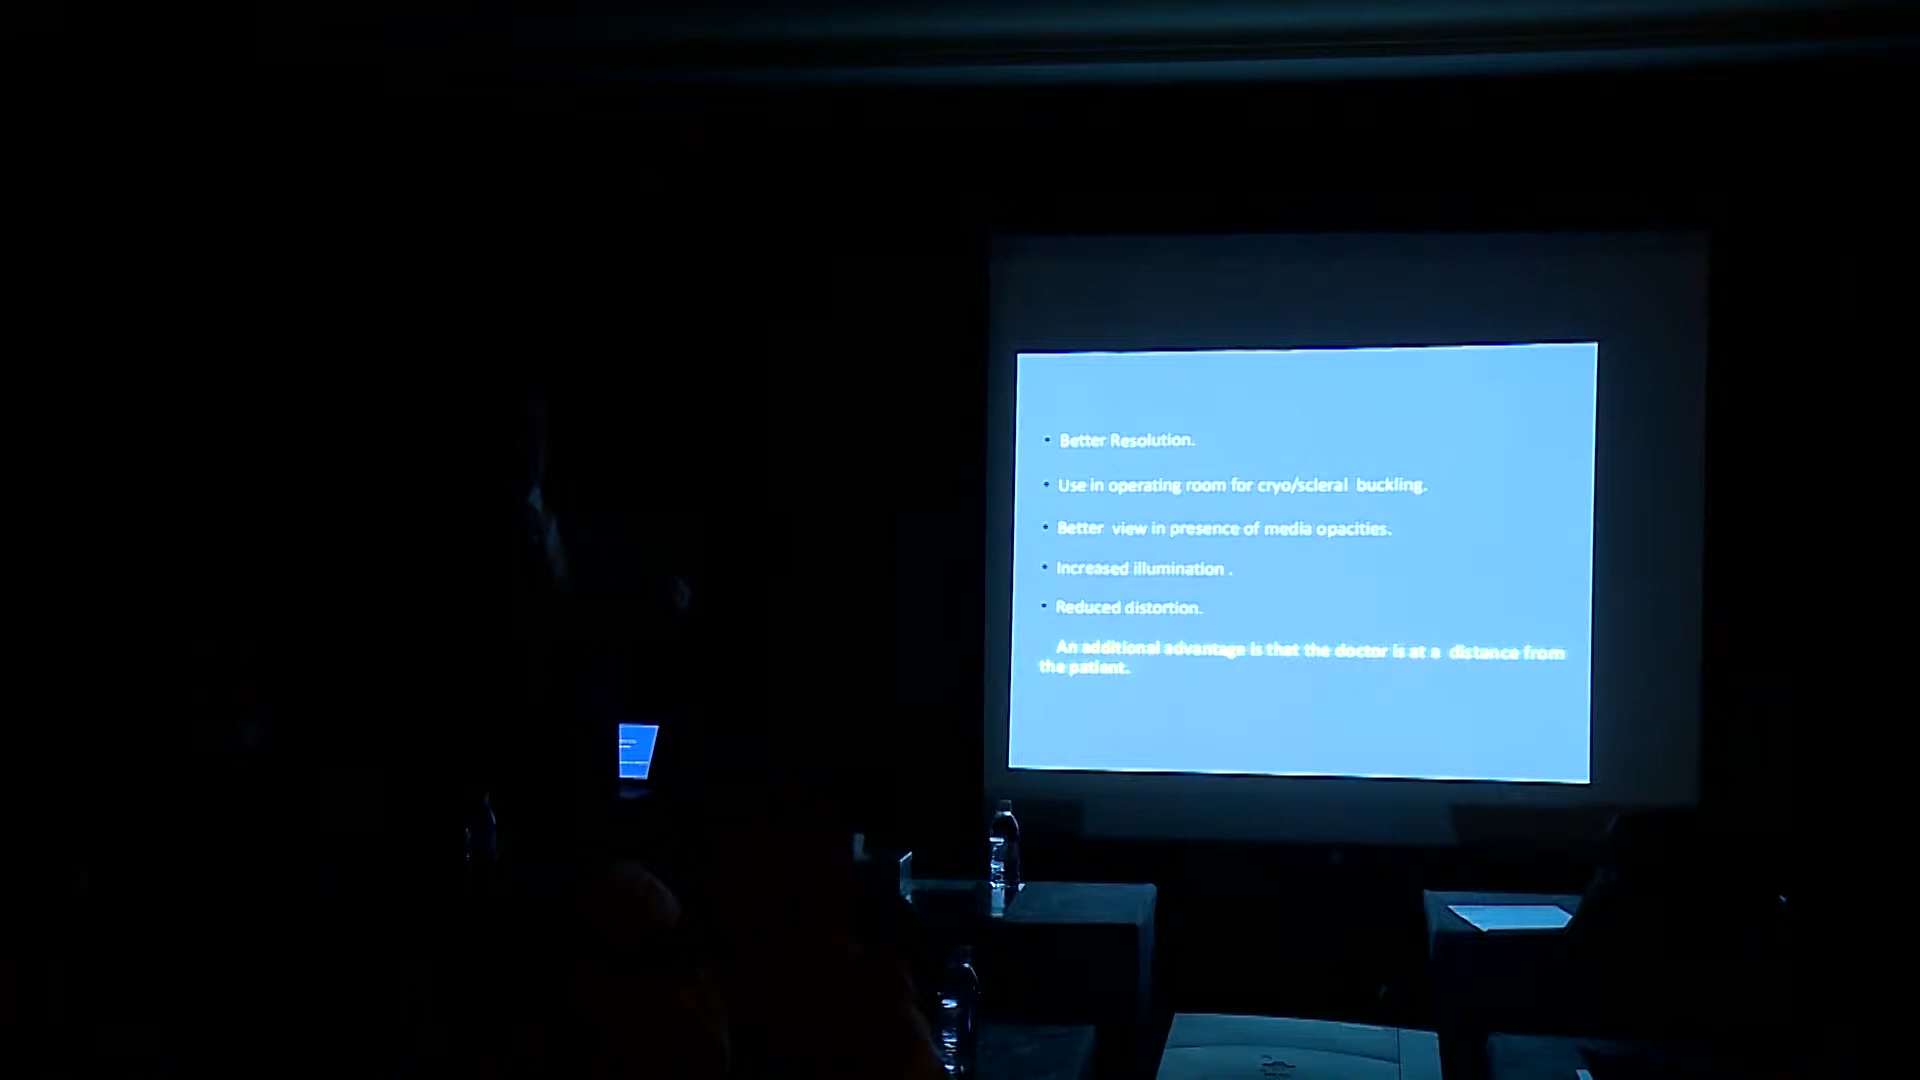 • Better Resolution.
• Use in operating room for cryo/scleral buckling.
• Better view in presence of media opacities.
• Increased illumination .
• Reduced distortion.
An additional advantage is that the doctor is at a distance from
the patient.